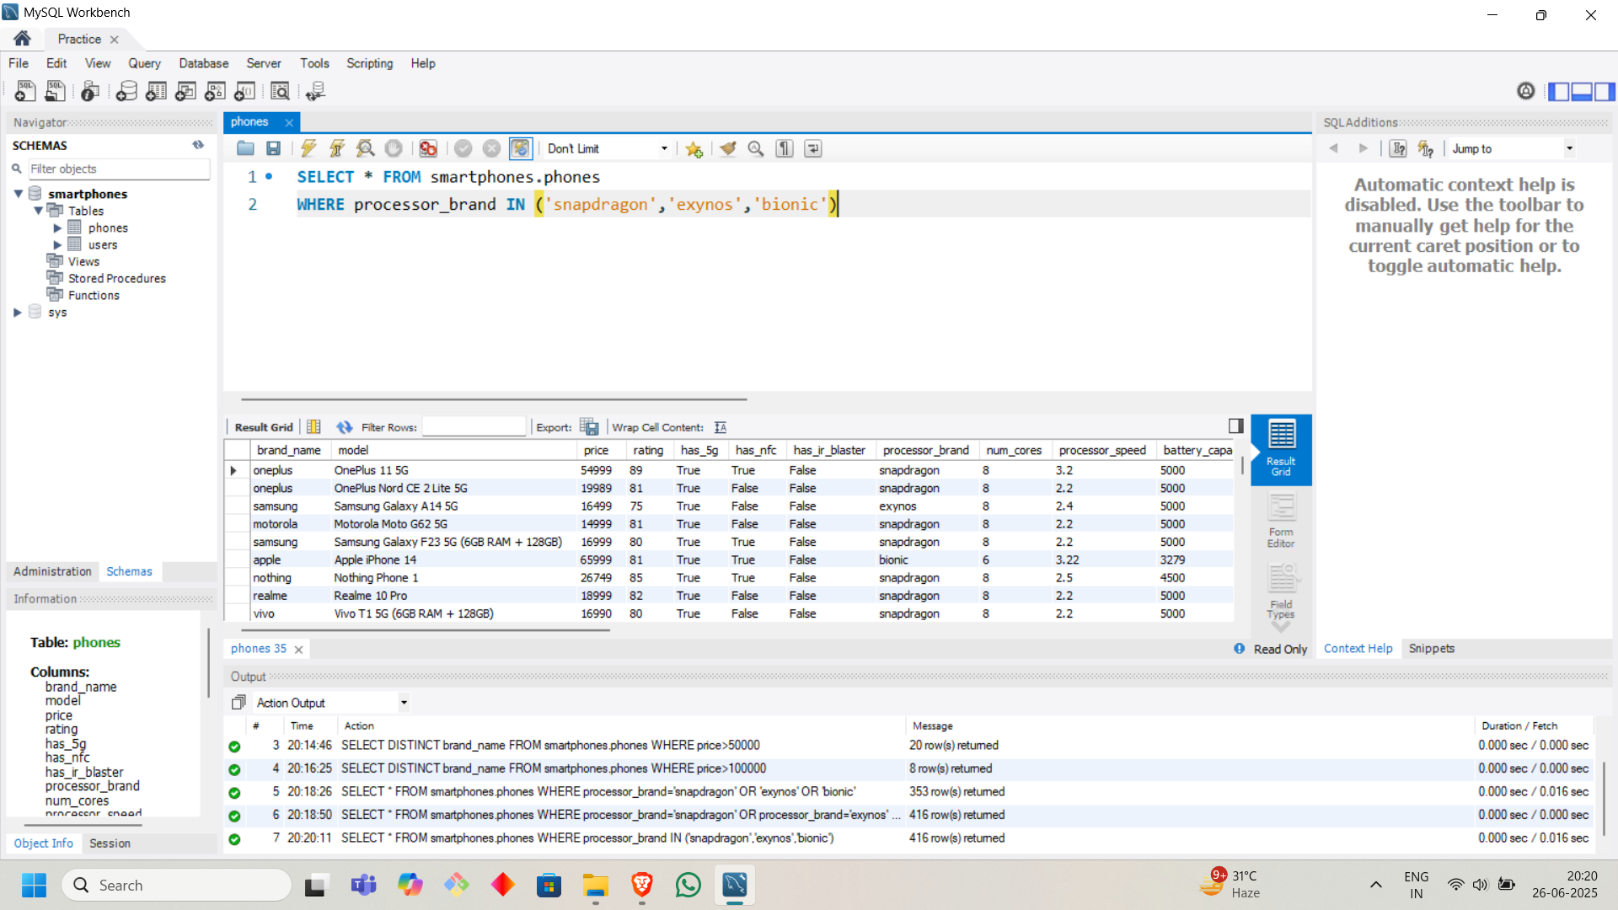 MySQL Workbench
Practice
File Edit View Query Database Server Tools Scripting Help
Navigator
SCHEMAS
Filter objects
smartphones
Tables
phones
users
Views
Stored Procedures
Functions
sys
Administration Schemas
Information
Table: phones
Columns:
brand_name
model
price
rating
has_5g
has_nfc
has_ir_blaster
processor_brand
num_cores
processor_speed
Object Info Session
phones
Don't Limit
1 SELECT * FROM smartphones.phones
2 WHERE processor_brand IN ('snapdragon','exynos','bionic')
Result Grid Filter Rows: Export: Wrap Cell Content:
brand_name model price rating has_5g has_nfc has_ir_blaster processor_brand num_cores processor_speed battery_capa
oneplus OnePlus 11 5G 54999 89 True True False snapdragon 8 3.2 5000
oneplus OnePlus Nord CE 2 Lite 5G 19989 81 True False False snapdragon 8 2.2 5000
samsung Samsung Galaxy A14 5G 16499 75 True False False exynos 8 2.4 5000
motorola Motorola Moto G62 5G 14999 81 True False False snapdragon 8 2.2 5000
samsung Samsung Galaxy F23 5G (6GB RAM + 128GB) 16999 80 True True False snapdragon 8 2.2 5000
apple Apple iPhone 14 65999 81 True True False bionic 6 3.22 3279
nothing Nothing Phone 1 26749 85 True True False snapdragon 8 2.5 4500
realme Realme 10 Pro 18999 82 True False False snapdragon 8 2.2 5000
vivo Vivo T1 5G (6GB RAM + 128GB) 16990 80 True False False snapdragon 8 2.2 5000
Result
Grid
Form
Editor
Field
Types
phones 35
Read Only
SQLAdditions
Jump to
Automatic context help is
disabled. Use the toolbar to
manually get help for the
current caret position or to
toggle automatic help.
Context Help Snippets
Output
Action Output
# Time Action Message Duration / Fetch
3 20:14:46 SELECT DISTINCT brand_name FROM smartphones.phones WHERE price>50000 20 row(s) returned 0.000 sec / 0.000 sec
4 20:16:25 SELECT DISTINCT brand_name FROM smartphones.phones WHERE price>100000 8 row(s) returned 0.000 sec / 0.000 sec
5 20:18:26 SELECT * FROM smartphones.phones WHERE processor_brand='snapdragon' OR 'exynos' OR 'bionic' 353 row(s) returned 0.000 sec / 0.016 sec
6 20:18:50 SELECT * FROM smartphones.phones WHERE processor_brand='snapdragon' OR processor_brand='exynos' ... 416 row(s) returned 0.000 sec / 0.000 sec
7 20:20:11 SELECT * FROM smartphones.phones WHERE processor_brand IN ('snapdragon','exynos','bionic') 416 row(s) returned 0.000 sec / 0.016 sec
Search
9+
31°C
Haze
ENG
IN
20:20
26-06-2025